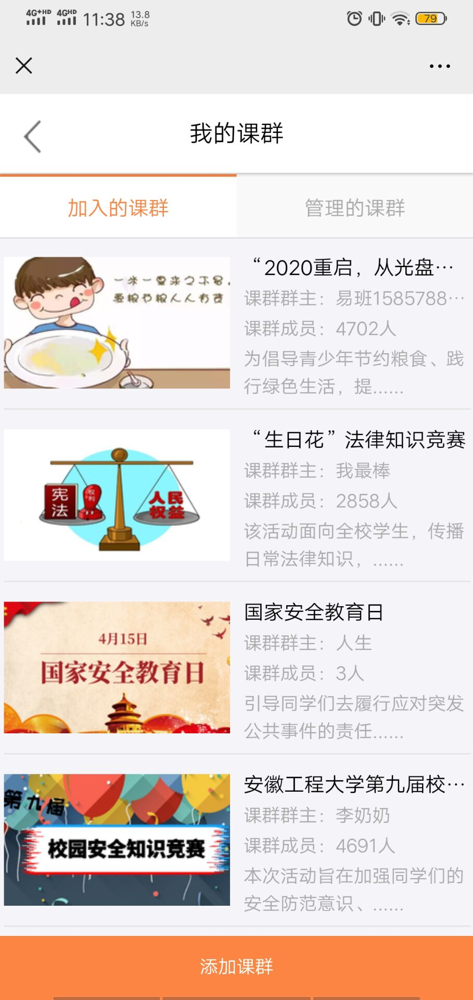 4G+HD 4GHD 11:38 13.8 KB/s 79
我的课群
加入的课群 管理的课群
一米一粟来之不易，
爱粮节粮人人有责
“2020重启，从光盘…
课群群主：易班1585788…
课群成员：4702人
为倡导青少年节约粮食、践
行绿色生活，提......
宪法
权利
人民
权益
“生日花”法律知识竞赛
课群群主：我最棒
课群成员：2858人
该活动面向全校学生，传播
日常法律知识，......
4月15日
国家安全教育日
国家安全教育日
课群群主：人生
课群成员：3人
引导同学们去履行应对突发
公共事件的责任......
第九届
校园安全知识竞赛
安徽工程大学第九届校…
课群群主：李奶奶
课群成员：4691人
本次活动旨在加强同学们的
安全防范意识、......
添加课群